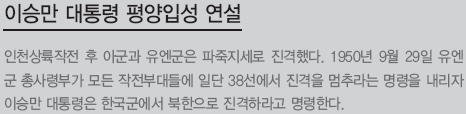 이승만 대통령 평양입성 연설
인천상륙작전 후 아군과 유엔군은 파죽지세로 진격했다. 1950년 9월 29일 유엔
군 총사령부가 모든 작전부대들에 일단 38선에서 진격을 멈추라는 명령을 내리자
이승만 대통령은 한국군에서 북한으로 진격하라고 명령한다.